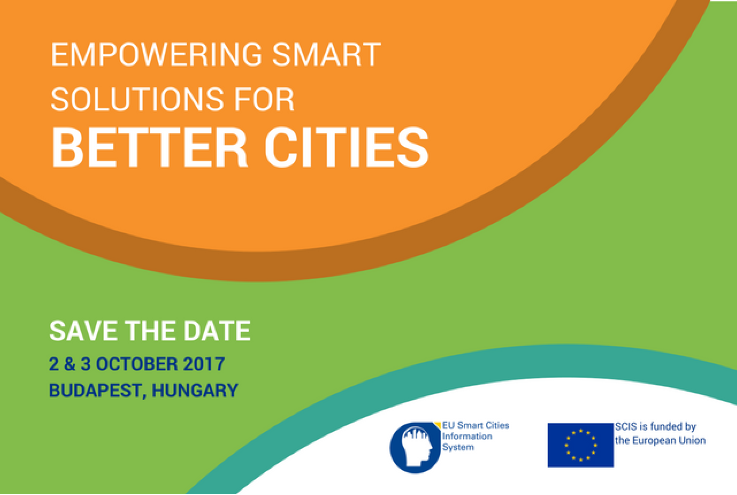 EMPOWERING SMART
SOLUTIONS FOR
BETTER CITIES
SAVE THE DATE
2 & 3 OCTOBER 2017
BUDAPEST, HUNGARY
EU Smart Cities
Information
System
SCIS is funded by
the European Union